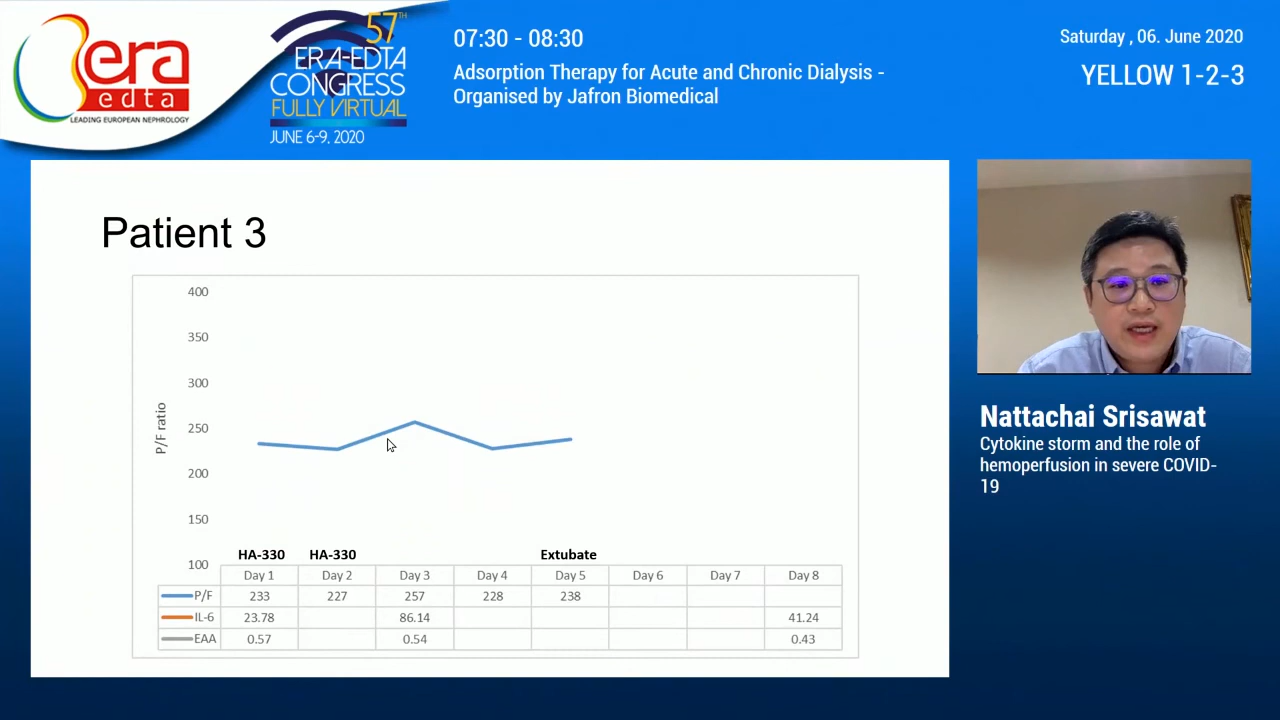 era
edta
LEADING EUROPEAN NEPHROLOGY
57TH
ERA-EDTA
CONGRESS
FULLY VIRTUAL
JUNE 6-9, 2020
07:30 - 08:30
Adsorption Therapy for Acute and Chronic Dialysis -
Organised by Jafron Biomedical
Saturday , 06. June 2020
YELLOW 1-2-3
Patient 3
400
350
300
250
200
150
100
P/F ratio
HA-330 HA-330 Extubate
Day 1 Day 2 Day 3 Day 4 Day 5 Day 6 Day 7 Day 8
P/F 233 227 257 228 238
IL-6 23.78 86.14 41.24
EAA 0.57 0.54 0.43
Nattachai Srisawat
Cytokine storm and the role of
hemoperfusion in severe COVID-
19